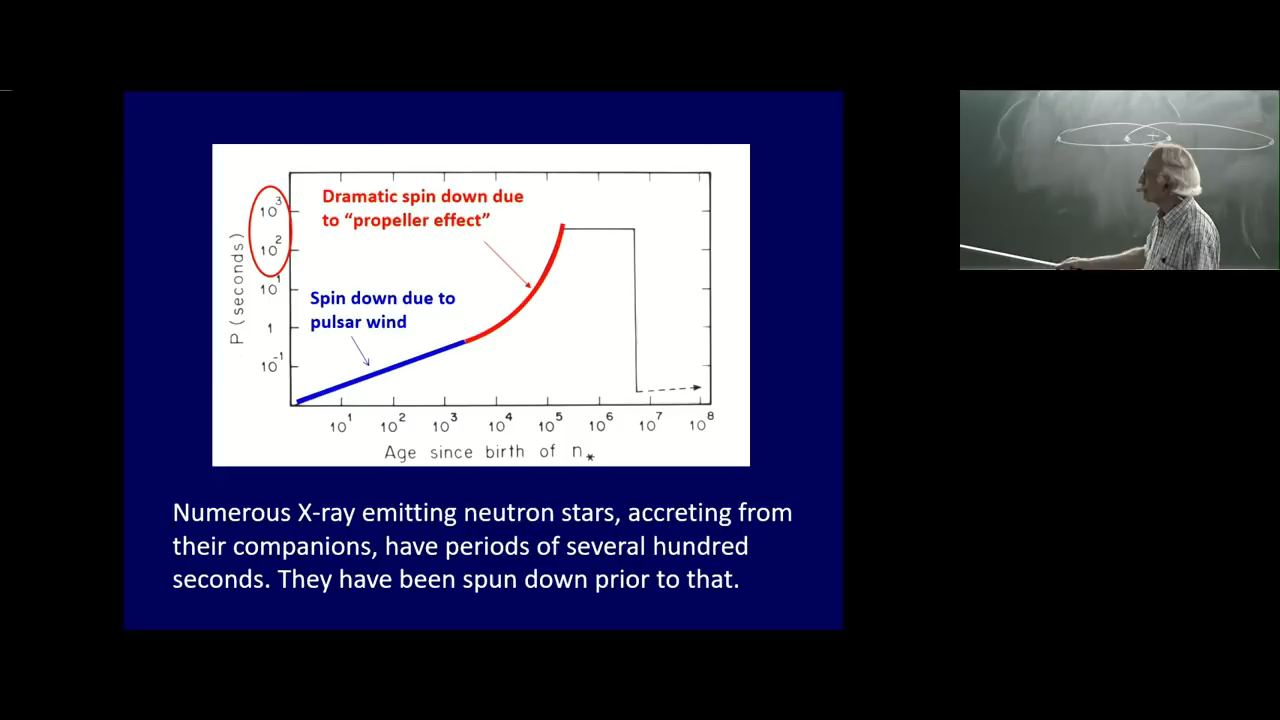 Dramatic spin down due
to “propeller effect”
Spin down due to
pulsar wind
P (seconds)
10³
10²
10¹
1
10⁻¹
10¹ 10² 10³ 10⁴ 10⁵ 10⁶ 10⁷ 10⁸
Age since birth of n*
Numerous X-ray emitting neutron stars, accreting from
their companions, have periods of several hundred
seconds. They have been spun down prior to that.
+